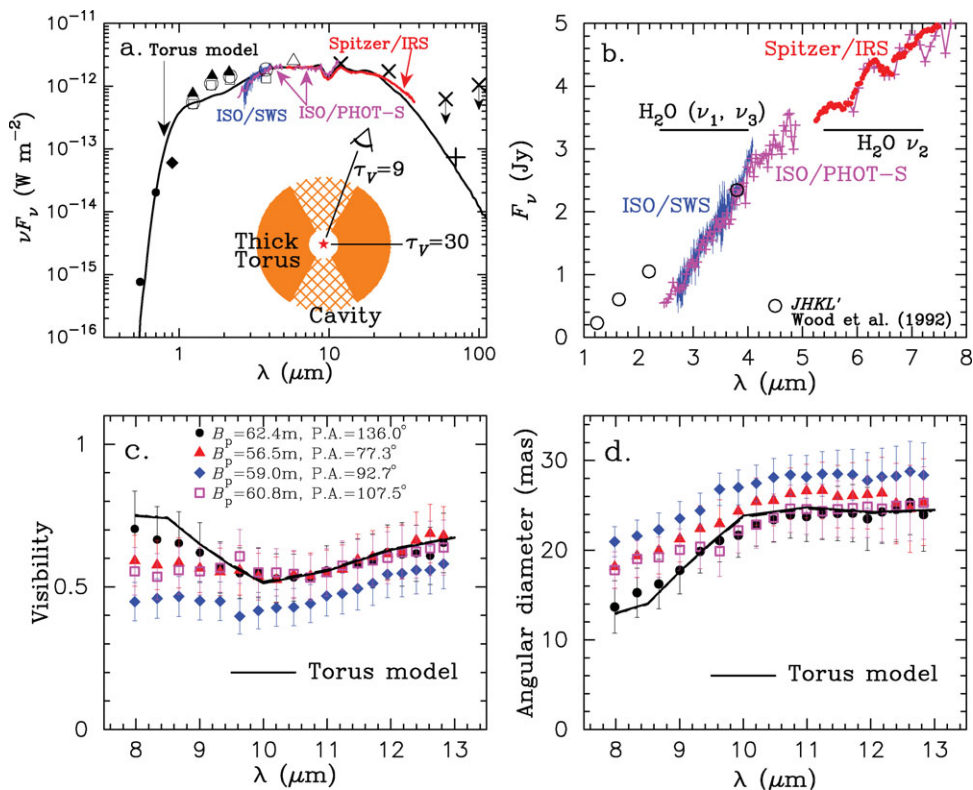 a.
Torus model
Spitzer/IRS
ISO/SWS
ISO/PHOT-S
τV=9
τV=30
Thick
Torus
Cavity
νFν (W m−2)
10−11
10−12
10−13
10−14
10−15
10−16
1
10
100
λ (μm)
b.
Spitzer/IRS
H2O (ν1, ν3)
H2O ν2
ISO/PHOT-S
ISO/SWS
JHKL′
Wood et al. (1992)
Fν (Jy)
5
4
3
2
1
0
1 2 3 4 5 6 7 8
λ (μm)
c.
Bp=62.4m, P.A.=136.0°
Bp=56.5m, P.A.=77.3°
Bp=59.0m, P.A.=92.7°
Bp=60.8m, P.A.=107.5°
Torus model
Visibility
1
0.5
0
8 9 10 11 12 13
λ (μm)
d.
Torus model
Angular diameter (mas)
30
20
10
0
8 9 10 11 12 13
λ (μm)